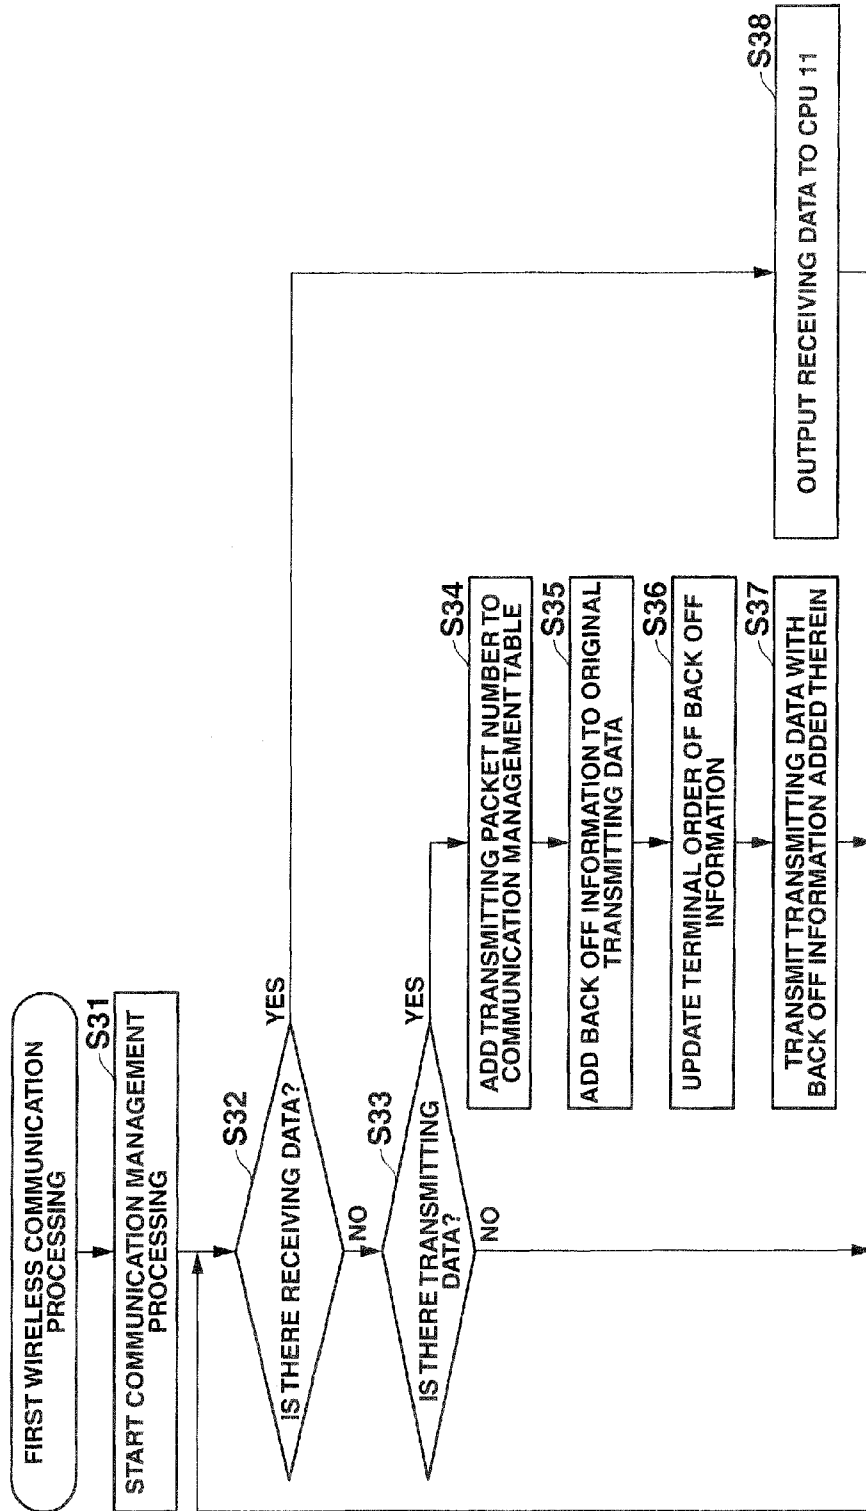 FIRST WIRELESS COMMUNICATION
PROCESSING
S31
START COMMUNICATION MANAGEMENT
PROCESSING
S32
IS THERE RECEIVING DATA?
YES
NO
S33
IS THERE TRANSMITTING
DATA?
YES
NO
S34
ADD TRANSMITTING PACKET NUMBER TO
COMMUNICATION MANAGEMENT TABLE
S35
ADD BACK OFF INFORMATION TO ORIGINAL
TRANSMITTING DATA
S36
UPDATE TERMINAL ORDER OF BACK OFF
INFORMATION
S37
TRANSMIT TRANSMITTING DATA WITH
BACK OFF INFORMATION ADDED THEREIN
S38
OUTPUT RECEIVING DATA TO CPU 11